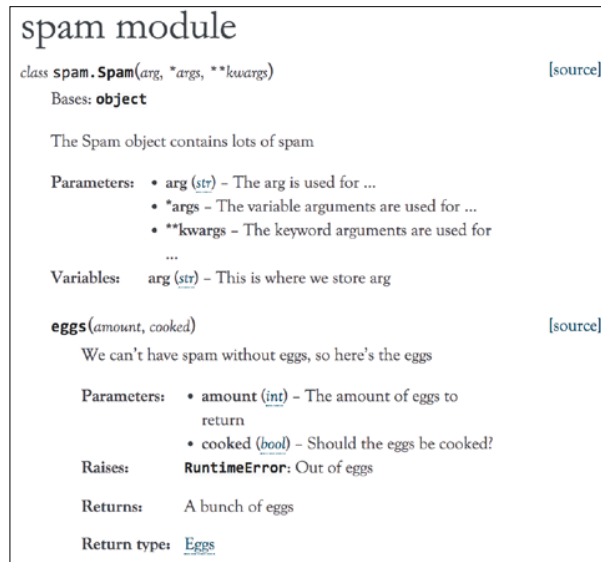 spam module
class spam.Spam(arg, *args, **kwargs) [source]
Bases: object
The Spam object contains lots of spam
Parameters: • arg (str) – The arg is used for ...
• *args – The variable arguments are used for ...
• **kwargs – The keyword arguments are used for
...
Variables: arg (str) – This is where we store arg
eggs(amount, cooked) [source]
We can't have spam without eggs, so here's the eggs
Parameters: • amount (int) – The amount of eggs to
return
• cooked (bool) – Should the eggs be cooked?
Raises: RuntimeError: Out of eggs
Returns: A bunch of eggs
Return type: Eggs